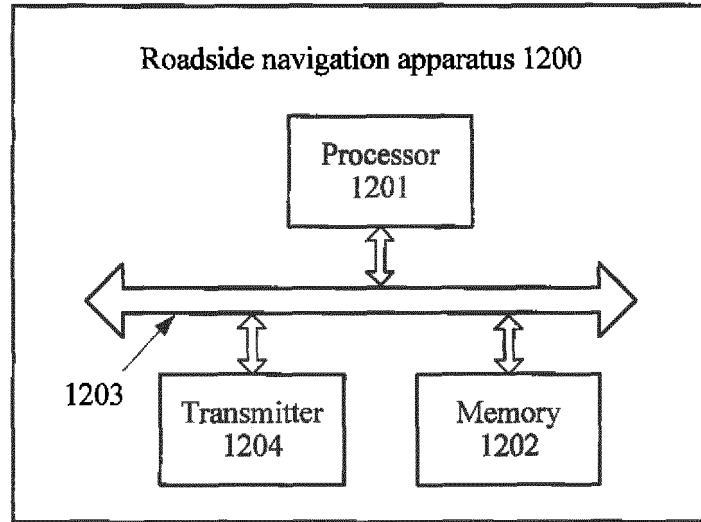 Roadside navigation apparatus 1200
Processor
1201
1203
Transmitter
1204
Memory
1202